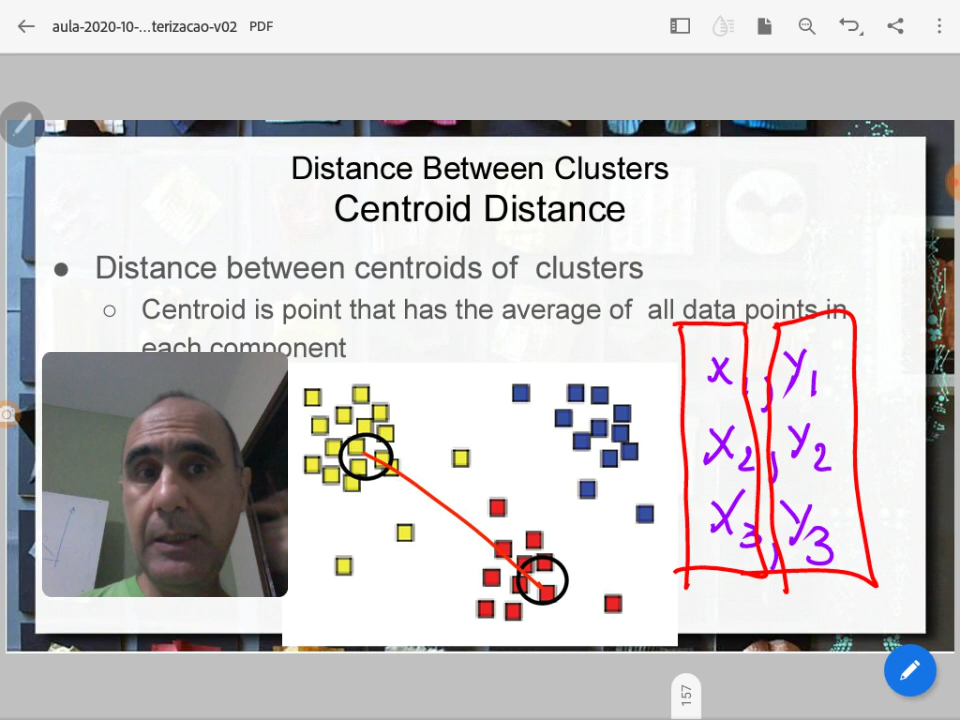 aula-2020-10-...terizacao-v02 PDF
Distance Between Clusters
Centroid Distance
● Distance between centroids of clusters
○ Centroid is point that has the average of all data points in
each component
x1, y1
x2, y2
x3, y3
157